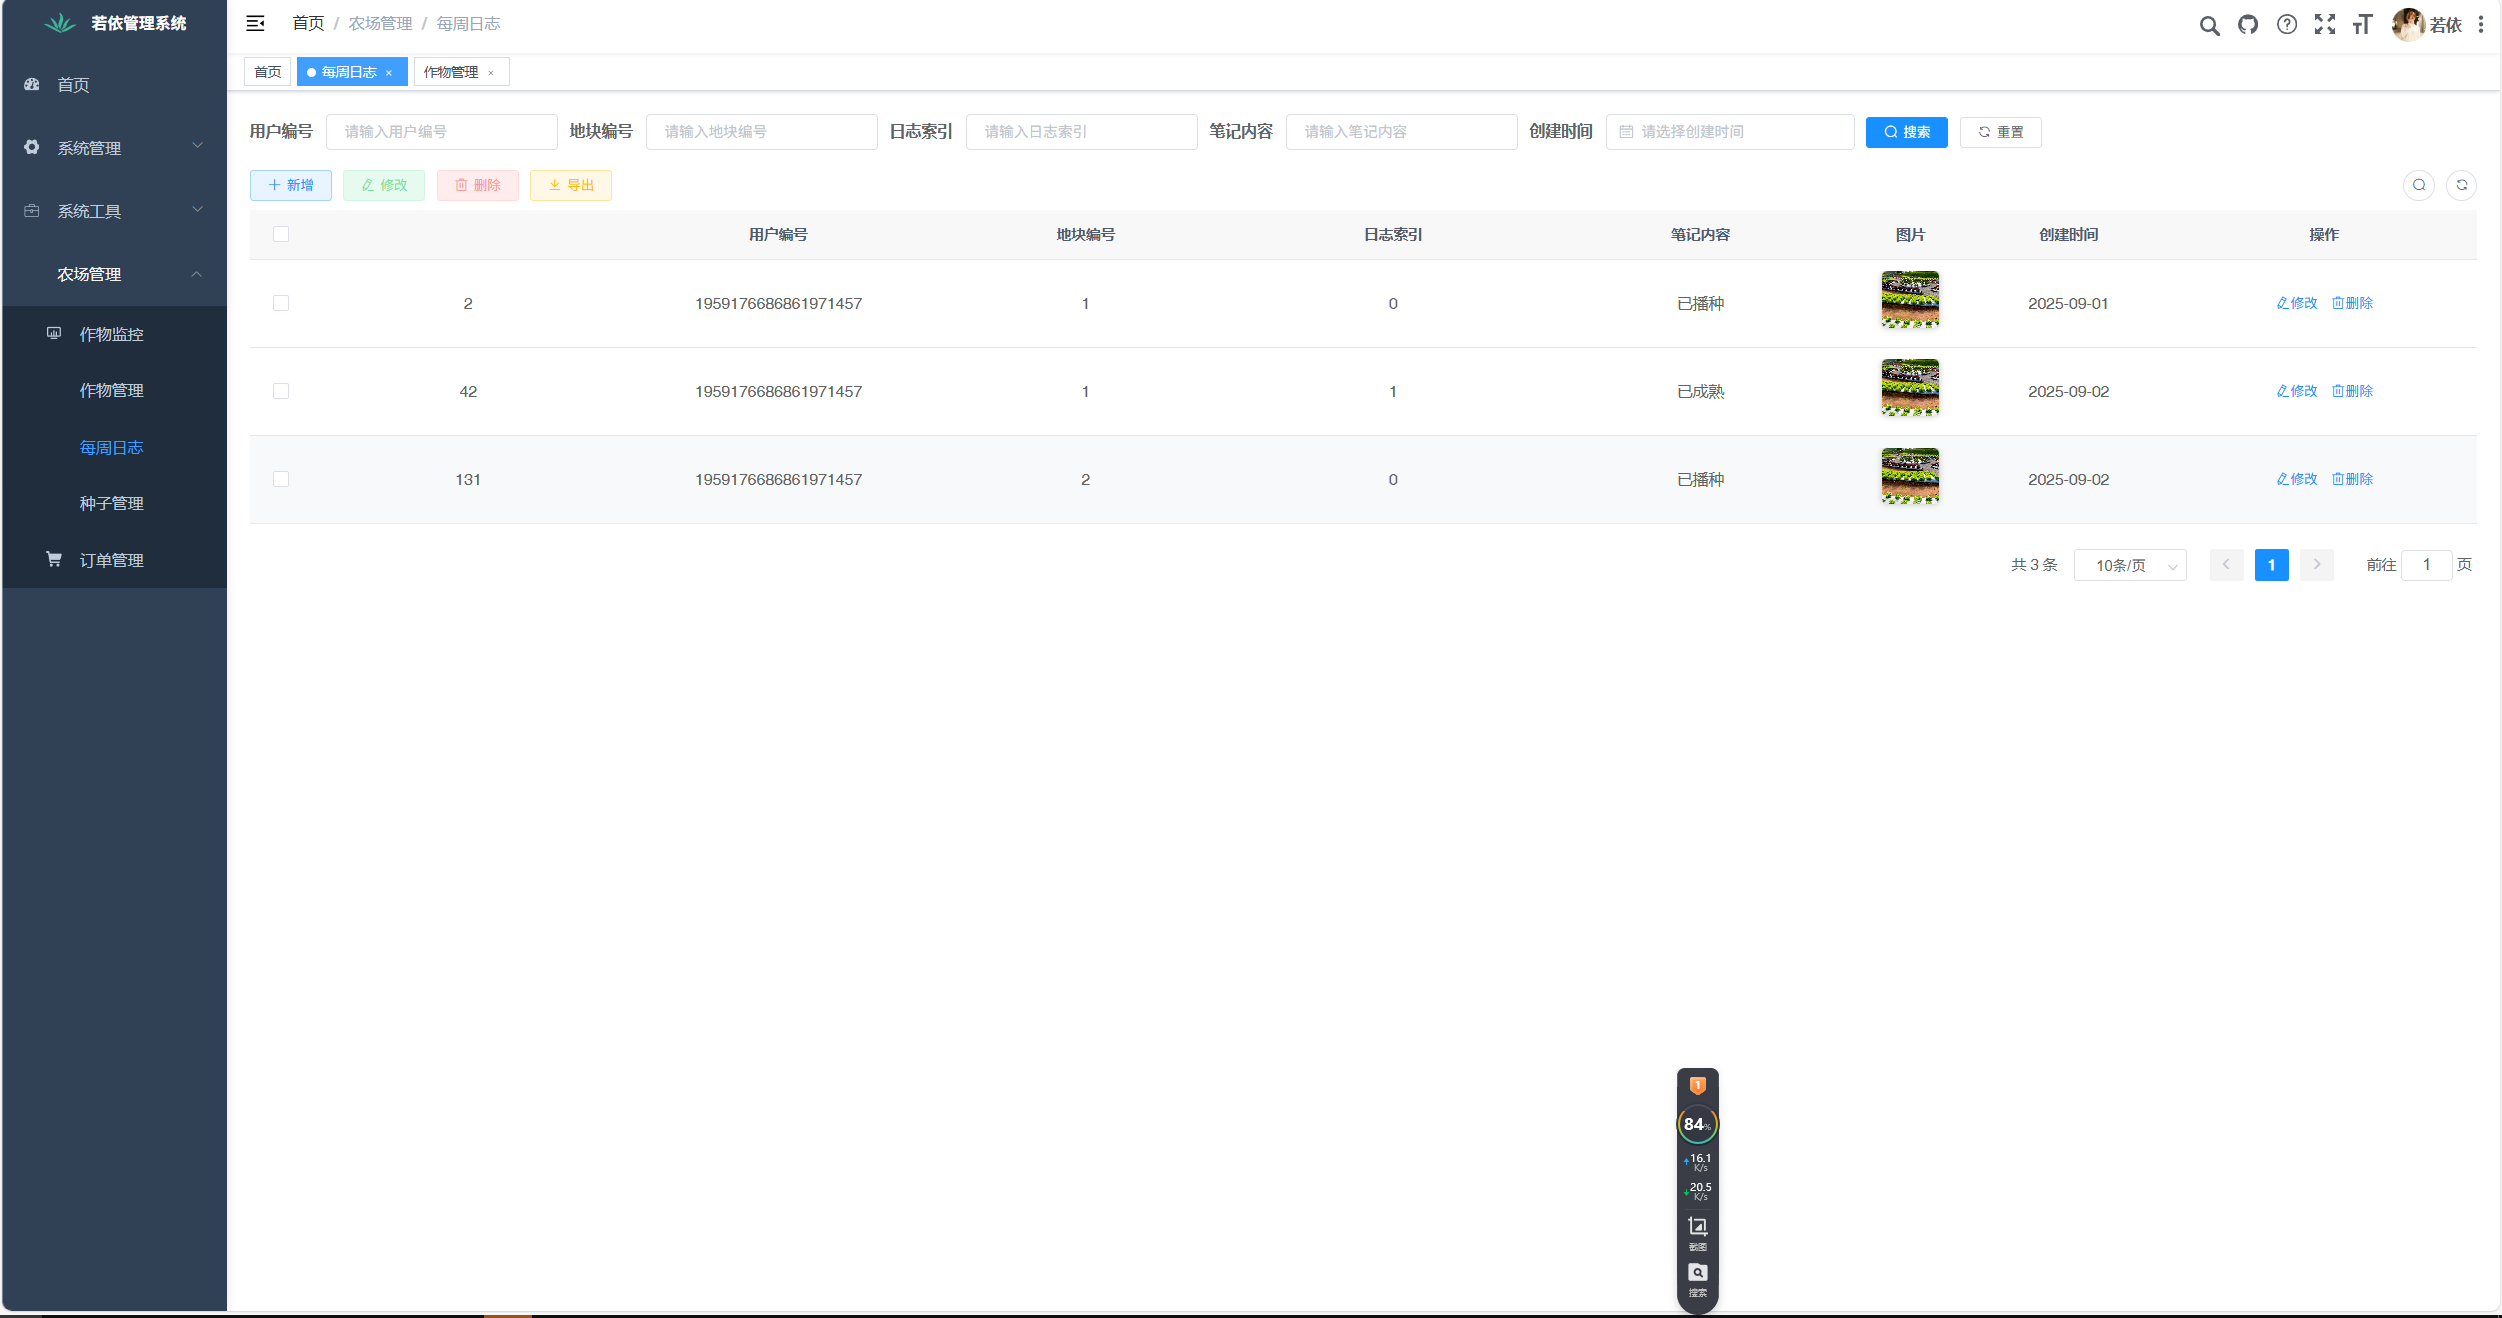 若依管理系统
首页 / 农场管理 / 每周日志
若依
首页
每周日志 ×
作物管理 ×
首页
系统管理
系统工具
农场管理
作物监控
作物管理
每周日志
种子管理
订单管理
用户编号 请输入用户编号 地块编号 请输入地块编号 日志索引 请输入日志索引 笔记内容 请输入笔记内容 创建时间 请选择创建时间 搜索 重置
新增 修改 删除 导出
用户编号 地块编号 日志索引 笔记内容 图片 创建时间 操作
2 1959176686861971457 1 0 已播种 2025-09-01 修改 删除
42 1959176686861971457 1 1 已成熟 2025-09-02 修改 删除
131 1959176686861971457 2 0 已播种 2025-09-02 修改 删除
共 3 条 10条/页 1 前往 1 页
1
84%
16.1
K/s
20.5
K/s
截图
搜索